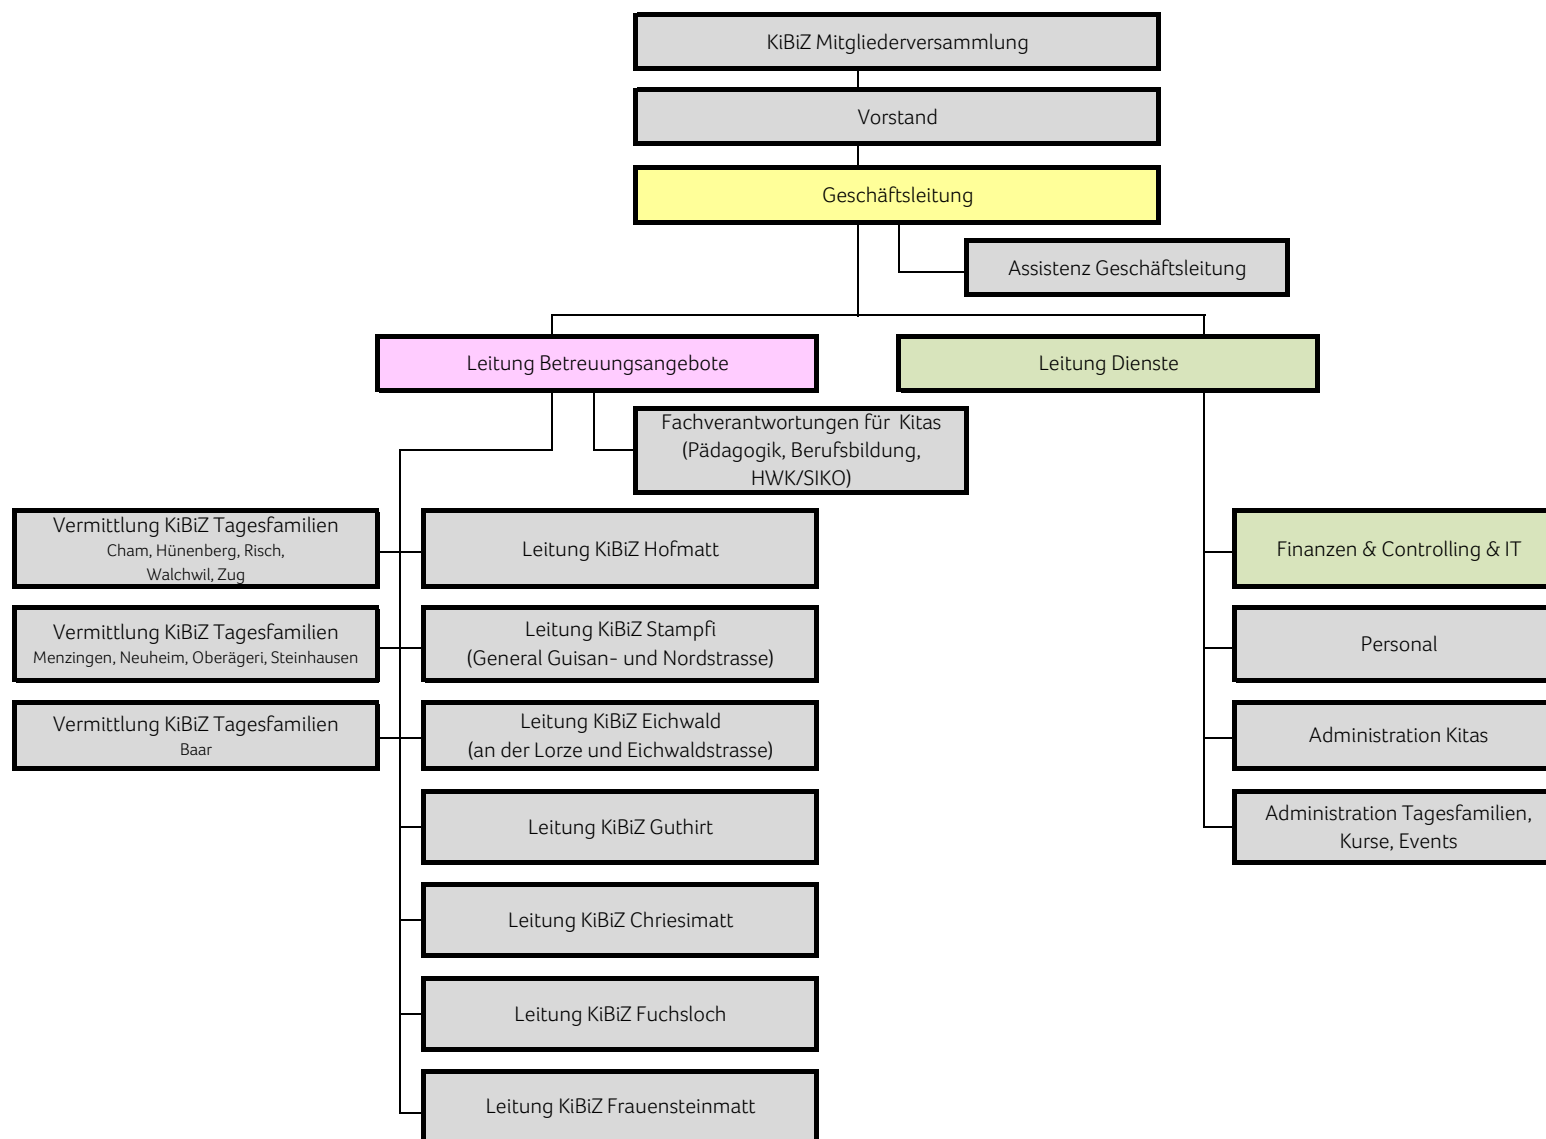 KiBiZ Mitgliederversammlung
Vorstand
Geschäftsleitung
Assistenz Geschäftsleitung
Leitung Betreuungsangebote
Leitung Dienste
Fachverantwortungen für Kitas
(Pädagogik, Berufsbildung,
HWK/SIKO)
Vermittlung KiBiZ Tagesfamilien
Cham, Hünenberg, Risch,
Walchwil, Zug
Leitung KiBiZ Hofmatt
Finanzen & Controlling & IT
Vermittlung KiBiZ Tagesfamilien
Menzingen, Neuheim, Oberägeri, Steinhausen
Leitung KiBiZ Stampfi
(General Guisan- und Nordstrasse)
Personal
Vermittlung KiBiZ Tagesfamilien
Baar
Leitung KiBiZ Eichwald
(an der Lorze und Eichwaldstrasse)
Administration Kitas
Leitung KiBiZ Guthirt
Administration Tagesfamilien,
Kurse, Events
Leitung KiBiZ Chriesimatt
Leitung KiBiZ Fuchsloch
Leitung KiBiZ Frauensteinmatt